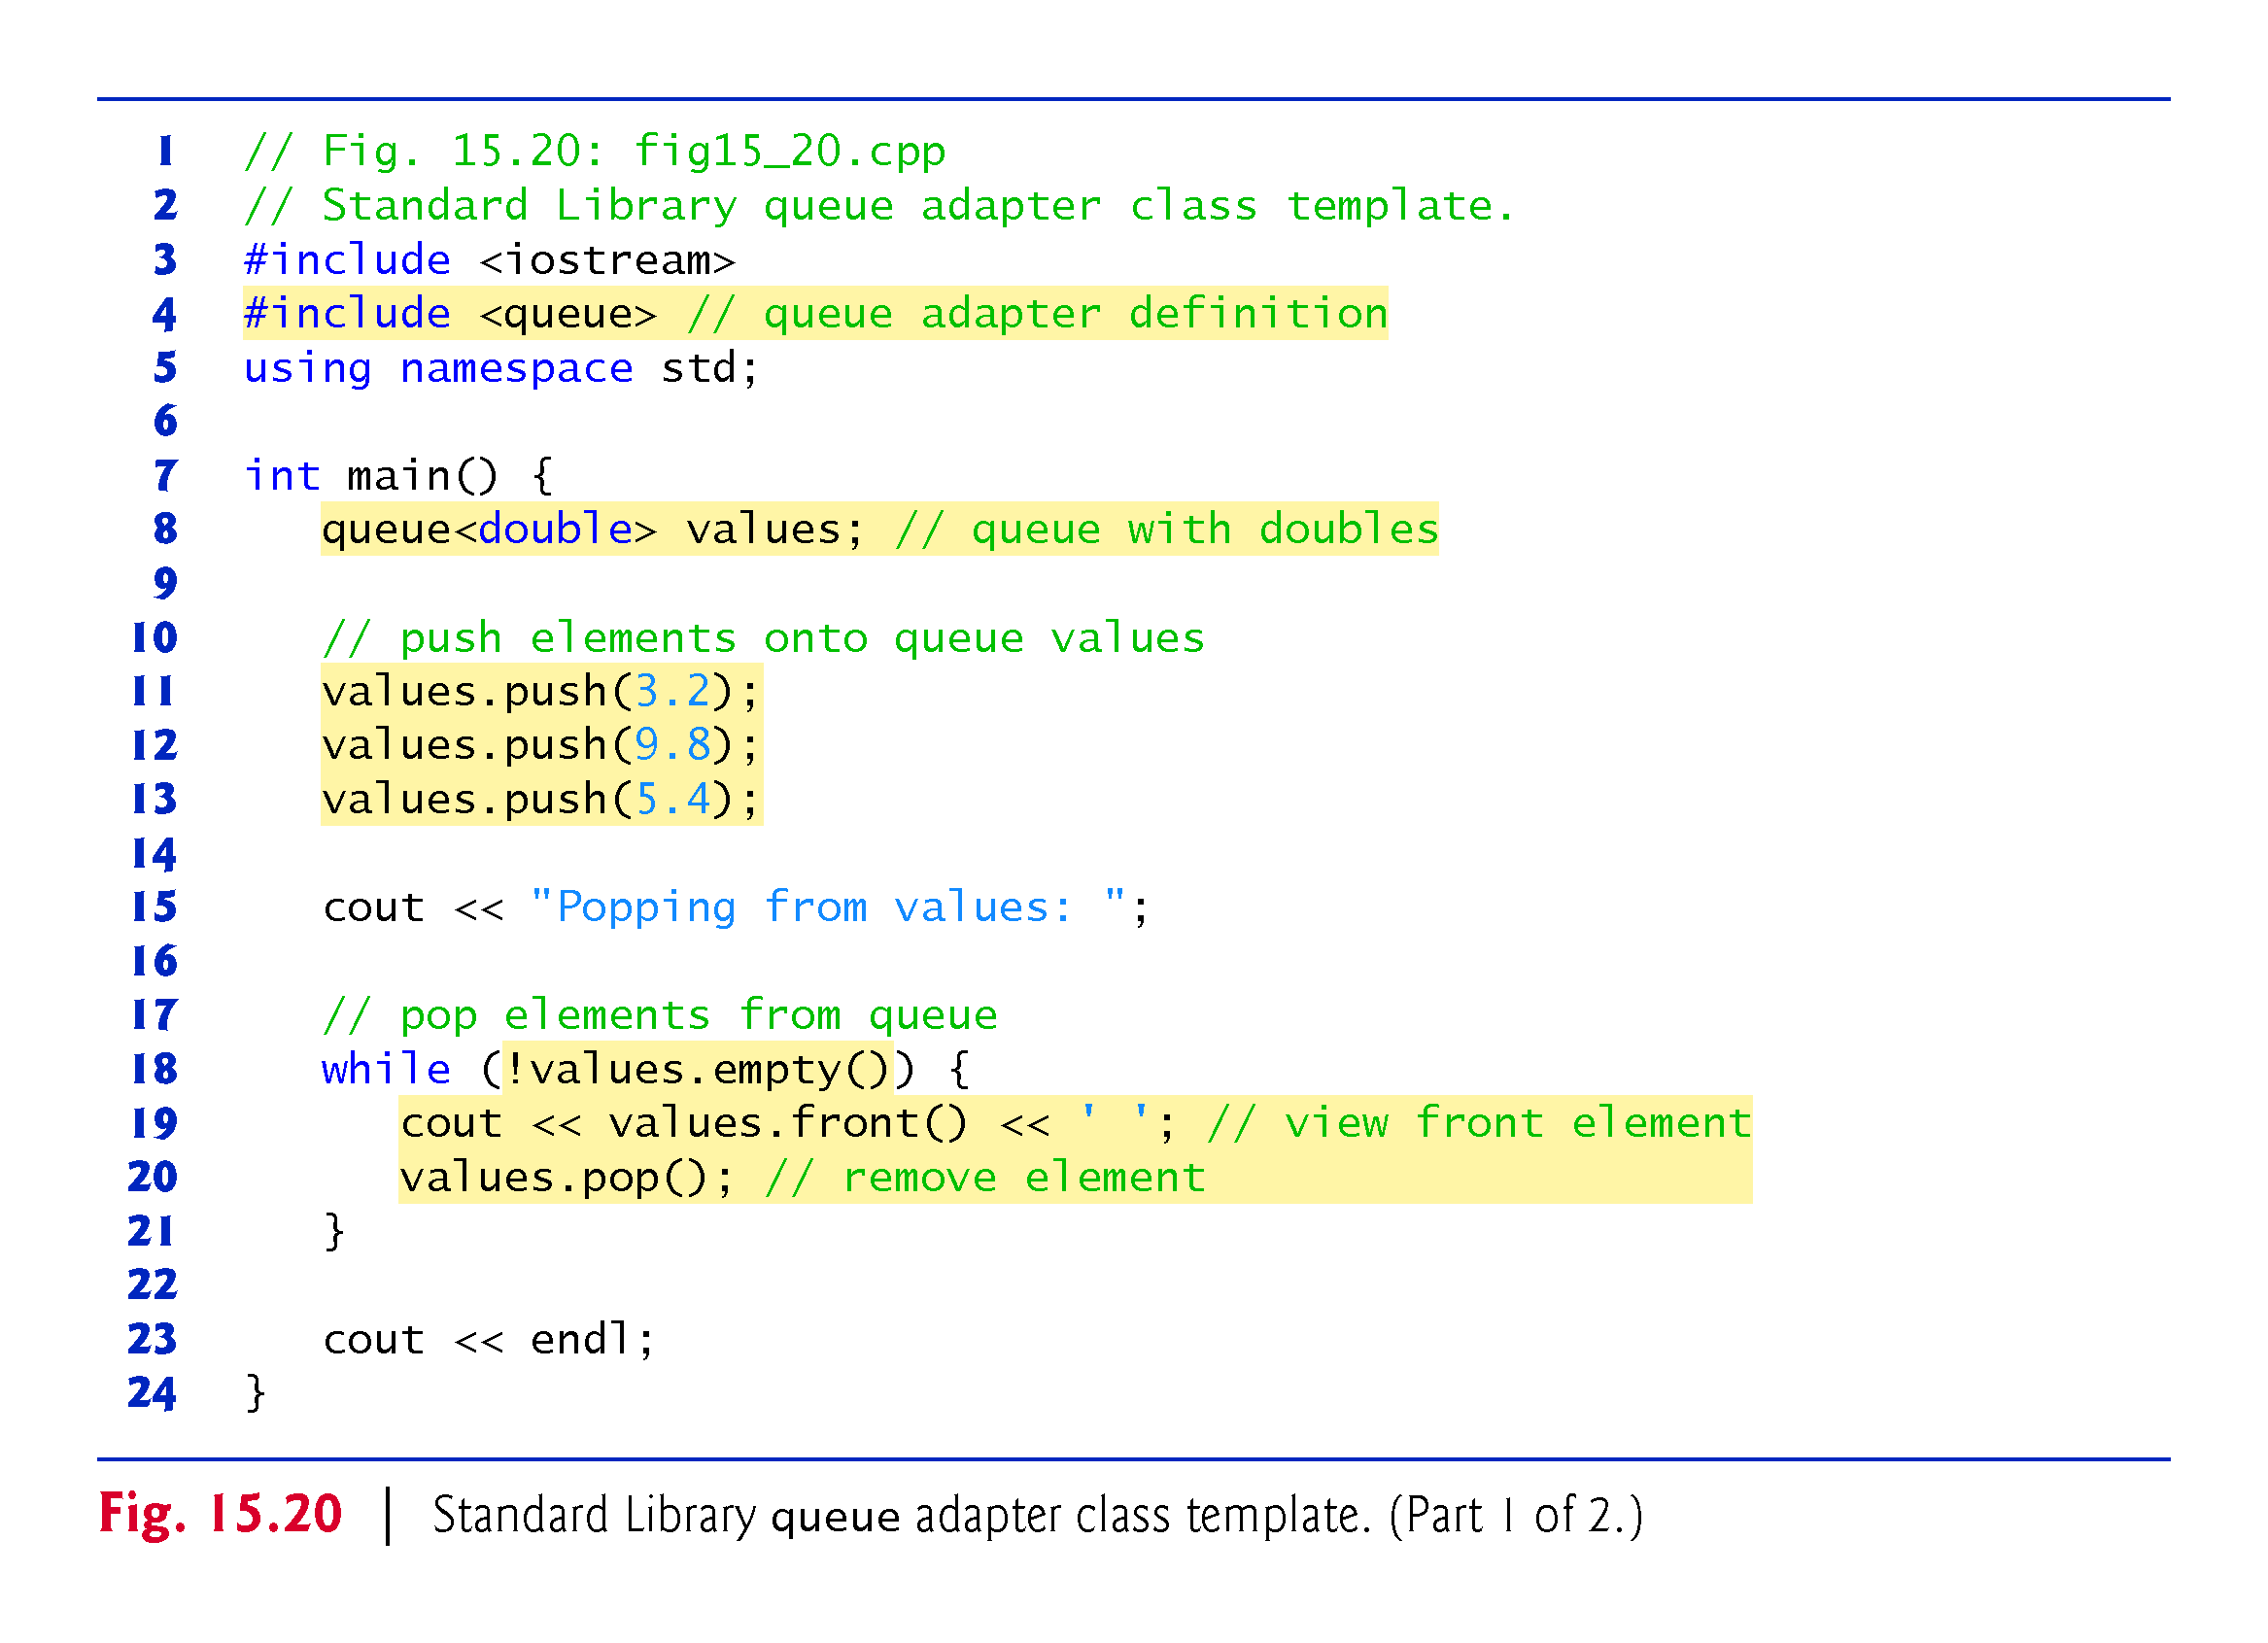 1 // Fig. 15.20: fig15_20.cpp
2 // Standard Library queue adapter class template.
3 #include <iostream>
4 #include <queue> // queue adapter definition
5 using namespace std;
6
7 int main() {
8    queue<double> values; // queue with doubles
9
10    // push elements onto queue values
11    values.push(3.2);
12    values.push(9.8);
13    values.push(5.4);
14
15    cout << "Popping from values: ";
16
17    // pop elements from queue
18    while (!values.empty()) {
19       cout << values.front() << ' '; // view front element
20       values.pop(); // remove element
21    }
22
23    cout << endl;
24 }
Fig. 15.20 | Standard Library queue adapter class template. (Part 1 of 2.)